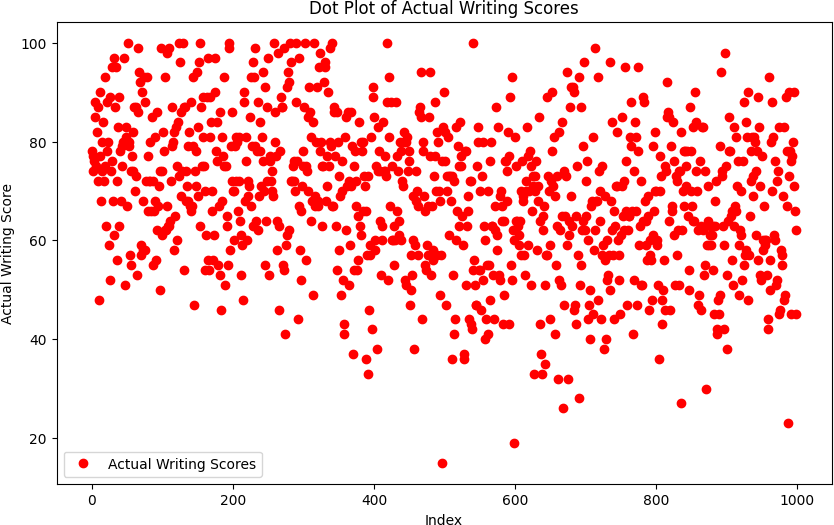 Dot Plot of Actual Writing Scores
Actual Writing Score
100
80
60
40
20
Actual Writing Scores
0 200 400 600 800 1000
Index